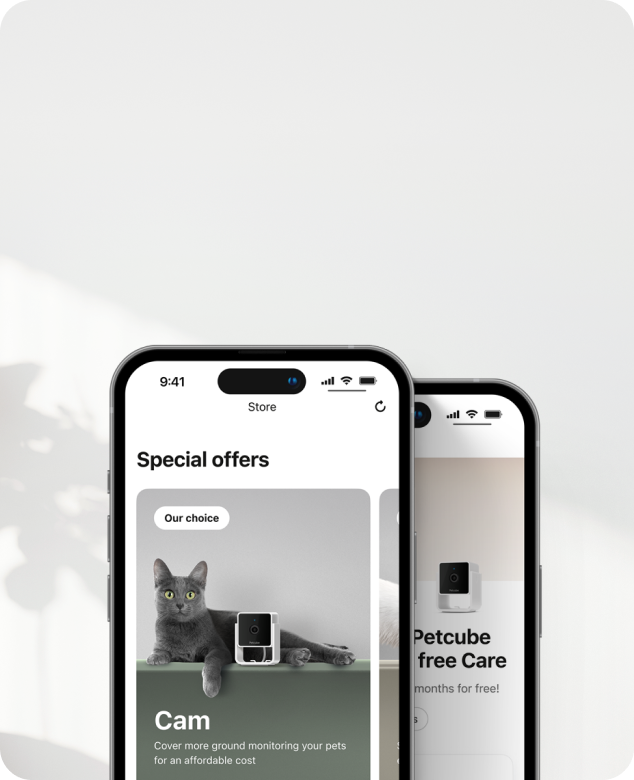 9:41
Store
Special offers
Our choice
Cam
Cover more ground monitoring your pets
for an affordable cost
Petcube
free Care
months for free!